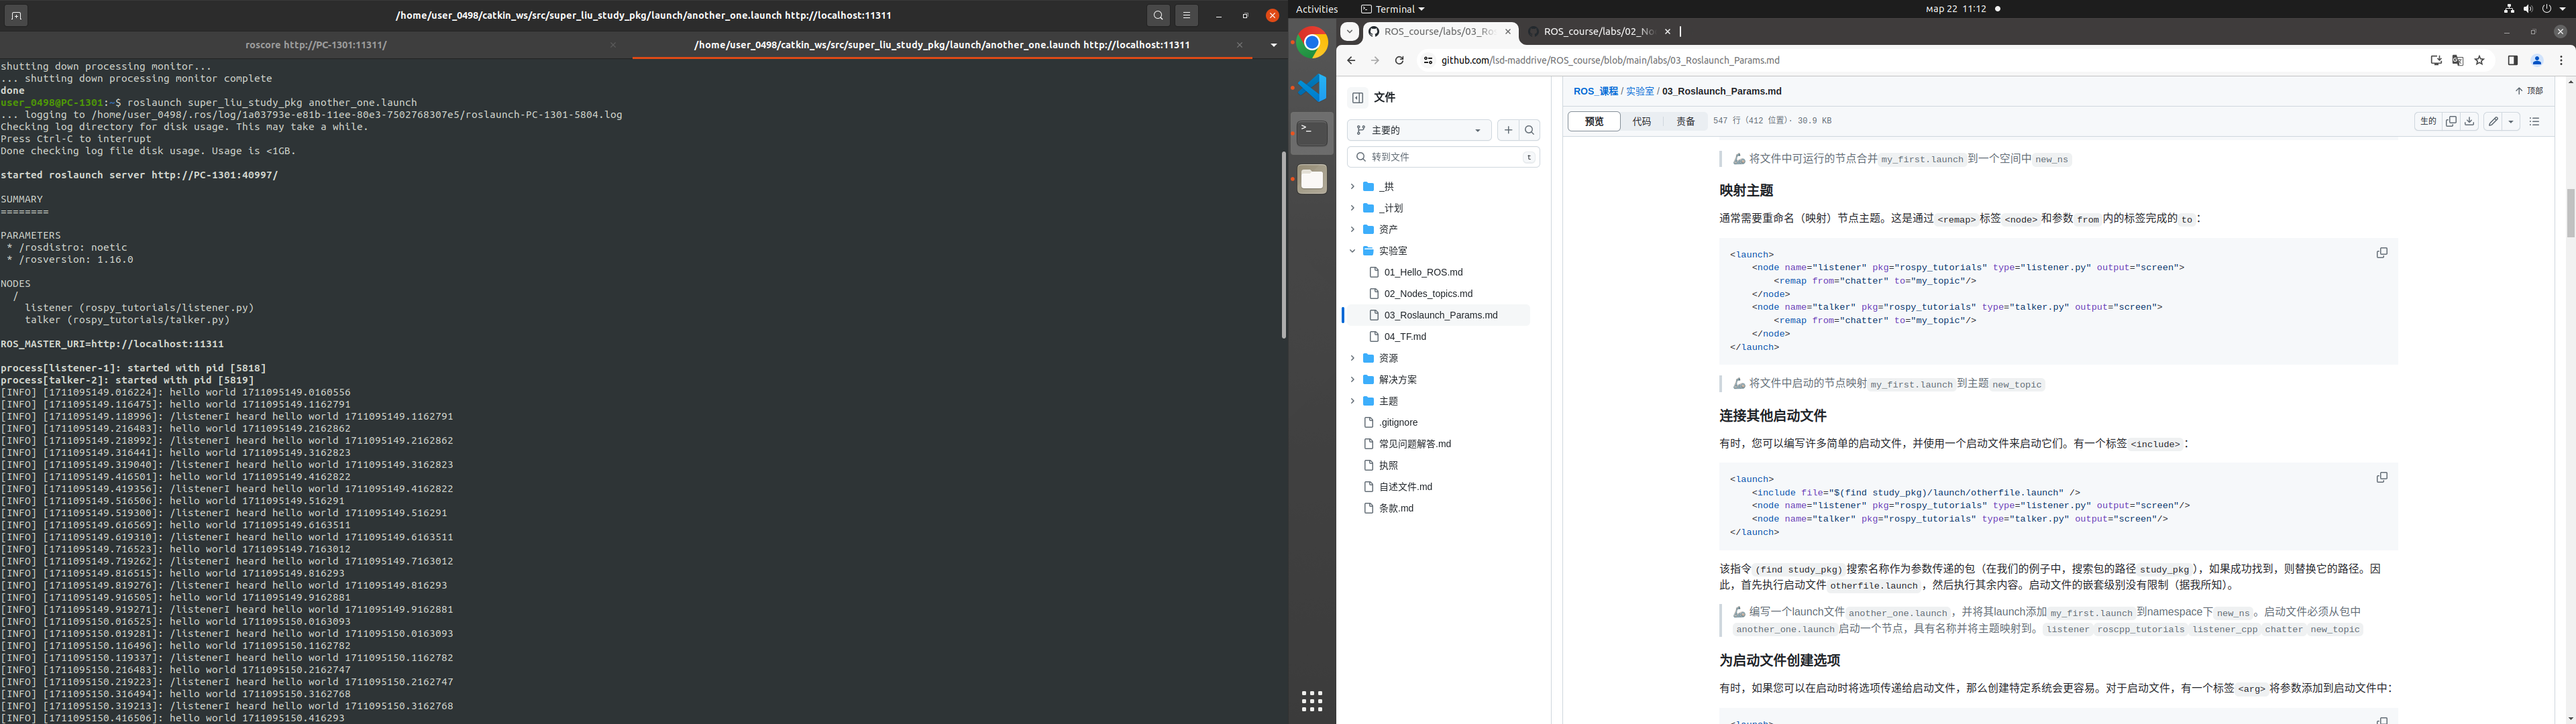 /home/user_0498/catkin_ws/src/super_liu_study_pkg/launch/another_one.launch http://localhost:11311
roscore http://PC-1301:11311/
/home/user_0498/catkin_ws/src/super_liu_study_pkg/launch/another_one.launch http://localhost:11311
shutting down processing monitor...
... shutting down processing monitor complete
done
user_0498@PC-1301:~$ roslaunch super_liu_study_pkg another_one.launch
... logging to /home/user_0498/.ros/log/1a03793e-e81b-11ee-80e3-7502768307e5/roslaunch-PC-1301-5804.log
Checking log directory for disk usage. This may take a while.
Press Ctrl-C to interrupt
Done checking log file disk usage. Usage is <1GB.
started roslaunch server http://PC-1301:40997/
SUMMARY
========
PARAMETERS
* /rosdistro: noetic
* /rosversion: 1.16.0
NODES
/
listener (rospy_tutorials/listener.py)
talker (rospy_tutorials/talker.py)
ROS_MASTER_URI=http://localhost:11311
process[listener-1]: started with pid [5818]
process[talker-2]: started with pid [5819]
[INFO] [1711095149.016224]: hello world 1711095149.0160556
[INFO] [1711095149.116475]: hello world 1711095149.1162791
[INFO] [1711095149.118996]: /listenerI heard hello world 1711095149.1162791
[INFO] [1711095149.216483]: hello world 1711095149.2162862
[INFO] [1711095149.218992]: /listenerI heard hello world 1711095149.2162862
[INFO] [1711095149.316441]: hello world 1711095149.3162823
[INFO] [1711095149.319040]: /listenerI heard hello world 1711095149.3162823
[INFO] [1711095149.416501]: hello world 1711095149.4162822
[INFO] [1711095149.419356]: /listenerI heard hello world 1711095149.4162822
[INFO] [1711095149.516506]: hello world 1711095149.516291
[INFO] [1711095149.519300]: /listenerI heard hello world 1711095149.516291
[INFO] [1711095149.616569]: hello world 1711095149.6163511
[INFO] [1711095149.619310]: /listenerI heard hello world 1711095149.6163511
[INFO] [1711095149.716523]: hello world 1711095149.7163012
[INFO] [1711095149.719262]: /listenerI heard hello world 1711095149.7163012
[INFO] [1711095149.816515]: hello world 1711095149.816293
[INFO] [1711095149.819276]: /listenerI heard hello world 1711095149.816293
[INFO] [1711095149.916505]: hello world 1711095149.9162881
[INFO] [1711095149.919271]: /listenerI heard hello world 1711095149.9162881
[INFO] [1711095150.016525]: hello world 1711095150.0163093
[INFO] [1711095150.019281]: /listenerI heard hello world 1711095150.0163093
[INFO] [1711095150.116496]: hello world 1711095150.1162782
[INFO] [1711095150.119337]: /listenerI heard hello world 1711095150.1162782
[INFO] [1711095150.216483]: hello world 1711095150.2162747
[INFO] [1711095150.219223]: /listenerI heard hello world 1711095150.2162747
[INFO] [1711095150.316494]: hello world 1711095150.3162768
[INFO] [1711095150.319213]: /listenerI heard hello world 1711095150.3162768
[INFO] [1711095150.416506]: hello world 1711095150.416293
Activities
Terminal
мар 22 11:12
ROS_course/labs/03_Ro
ROS_course/labs/02_No
github.com/lsd-maddrive/ROS_course/blob/main/labs/03_Roslaunch_Params.md
文件
主要的
转到文件
t
_拱
_计划
资产
实验室
01_Hello_ROS.md
02_Nodes_topics.md
03_Roslaunch_Params.md
04_TF.md
资源
解决方案
主题
.gitignore
常见问题解答.md
执照
自述文件.md
条款.md
ROS_课程 / 实验室 / 03_Roslaunch_Params.md
顶部
预览
代码
责备
547 行 (412 位置) · 30.9 KB
生的
将文件中可运行的节点合并 my_first.launch 到一个空间中 new_ns
映射主题
通常需要重命名（映射）节点主题。这是通过 <remap> 标签 <node> 和参数 from 内的标签完成的 to：
<launch>
<node name="listener" pkg="rospy_tutorials" type="listener.py" output="screen">
<remap from="chatter" to="my_topic"/>
</node>
<node name="talker" pkg="rospy_tutorials" type="talker.py" output="screen">
<remap from="chatter" to="my_topic"/>
</node>
</launch>
将文件中启动的节点映射 my_first.launch 到主题 new_topic
连接其他启动文件
有时，您可以编写许多简单的启动文件，并使用一个启动文件来启动它们。有一个标签 <include>：
<launch>
<include file="$(find study_pkg)/launch/otherfile.launch" />
<node name="listener" pkg="rospy_tutorials" type="listener.py" output="screen"/>
<node name="talker" pkg="rospy_tutorials" type="talker.py" output="screen"/>
</launch>
该指令 (find study_pkg) 搜索名称作为参数传递的包（在我们的例子中，搜索包的路径 study_pkg），如果成功找到，则替换它的路径。因
此，首先执行启动文件 otherfile.launch，然后执行其余内容。启动文件的嵌套级别没有限制（据我所知）。
编写一个launch文件 another_one.launch，并将其launch添加 my_first.launch 到namespace下 new_ns。启动文件必须从包中
another_one.launch 启动一个节点，具有名称并将主题映射到。 listener roscpp_tutorials listener_cpp chatter new_topic
为启动文件创建选项
有时，如果您可以在启动时将选项传递给启动文件，那么创建特定系统会更容易。对于启动文件，有一个标签 <arg> 将参数添加到启动文件中：